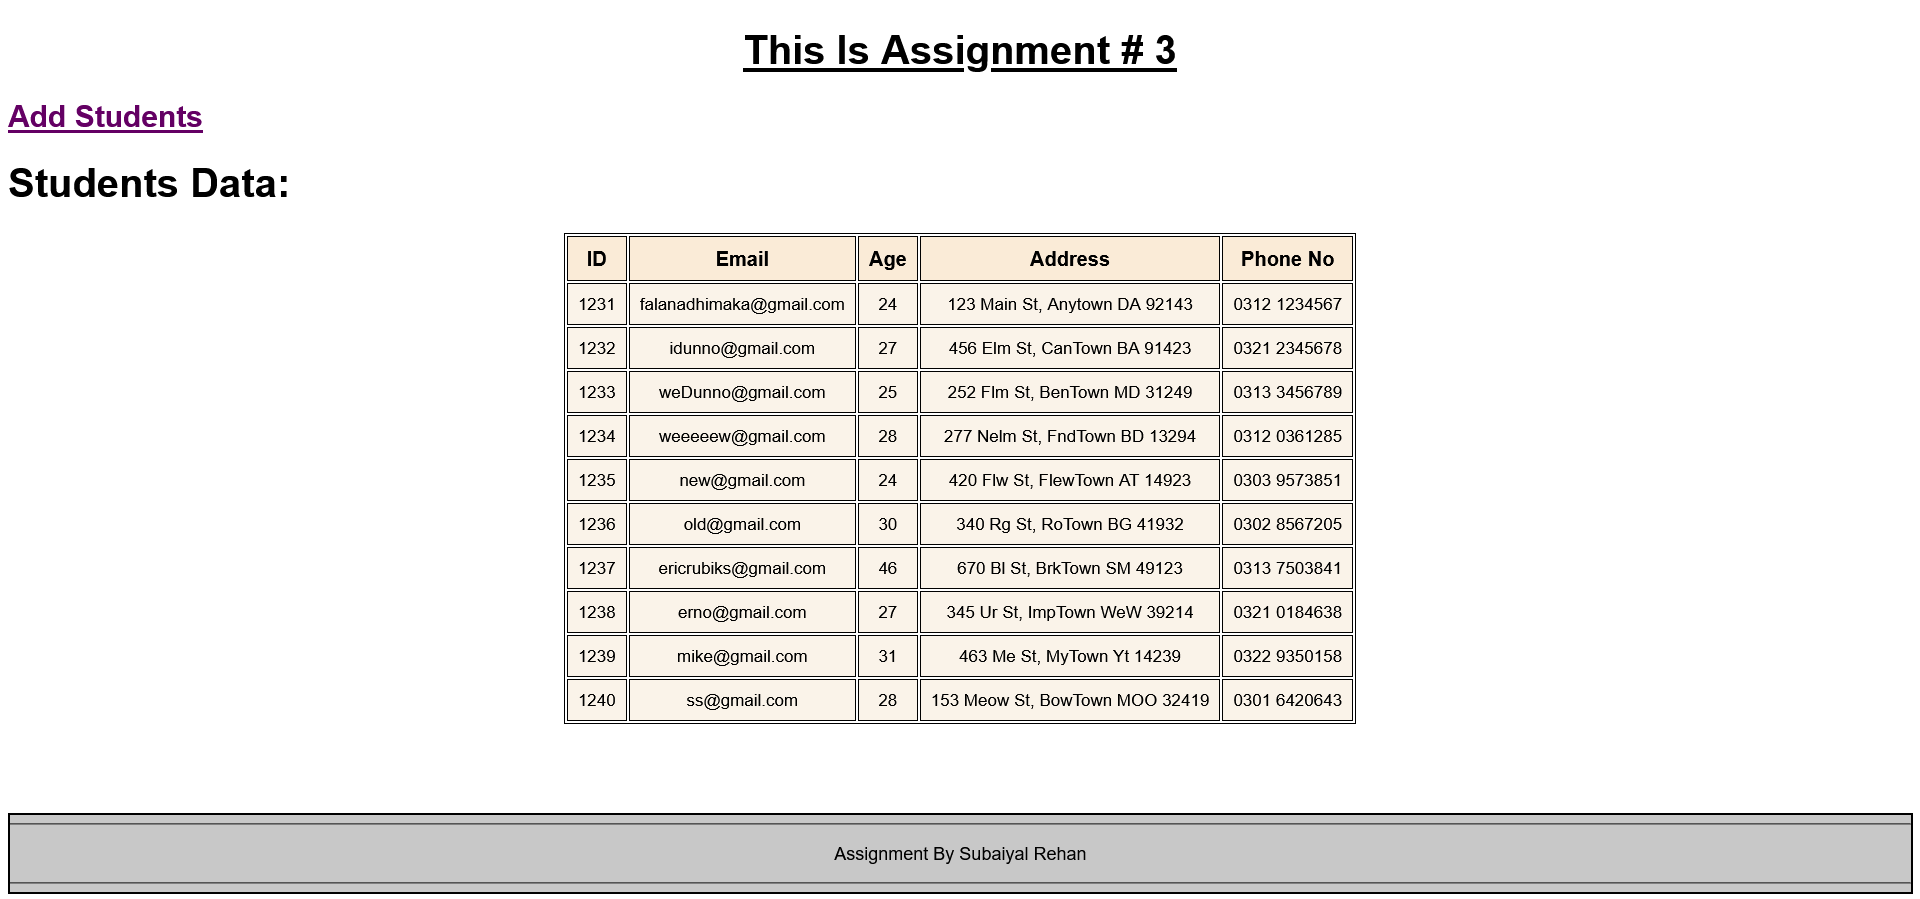 This Is Assignment # 3
Add Students
Students Data:
ID Email Age Address Phone No
1231 falanadhimaka@gmail.com 24 123 Main St, Anytown DA 92143 0312 1234567
1232 idunno@gmail.com 27 456 Elm St, CanTown BA 91423 0321 2345678
1233 weDunno@gmail.com 25 252 Flm St, BenTown MD 31249 0313 3456789
1234 weeeeew@gmail.com 28 277 Nelm St, FndTown BD 13294 0312 0361285
1235 new@gmail.com 24 420 Flw St, FlewTown AT 14923 0303 9573851
1236 old@gmail.com 30 340 Rg St, RoTown BG 41932 0302 8567205
1237 ericrubiks@gmail.com 46 670 Bl St, BrkTown SM 49123 0313 7503841
1238 erno@gmail.com 27 345 Ur St, ImpTown WeW 39214 0321 0184638
1239 mike@gmail.com 31 463 Me St, MyTown Yt 14239 0322 9350158
1240 ss@gmail.com 28 153 Meow St, BowTown MOO 32419 0301 6420643
Assignment By Subaiyal Rehan